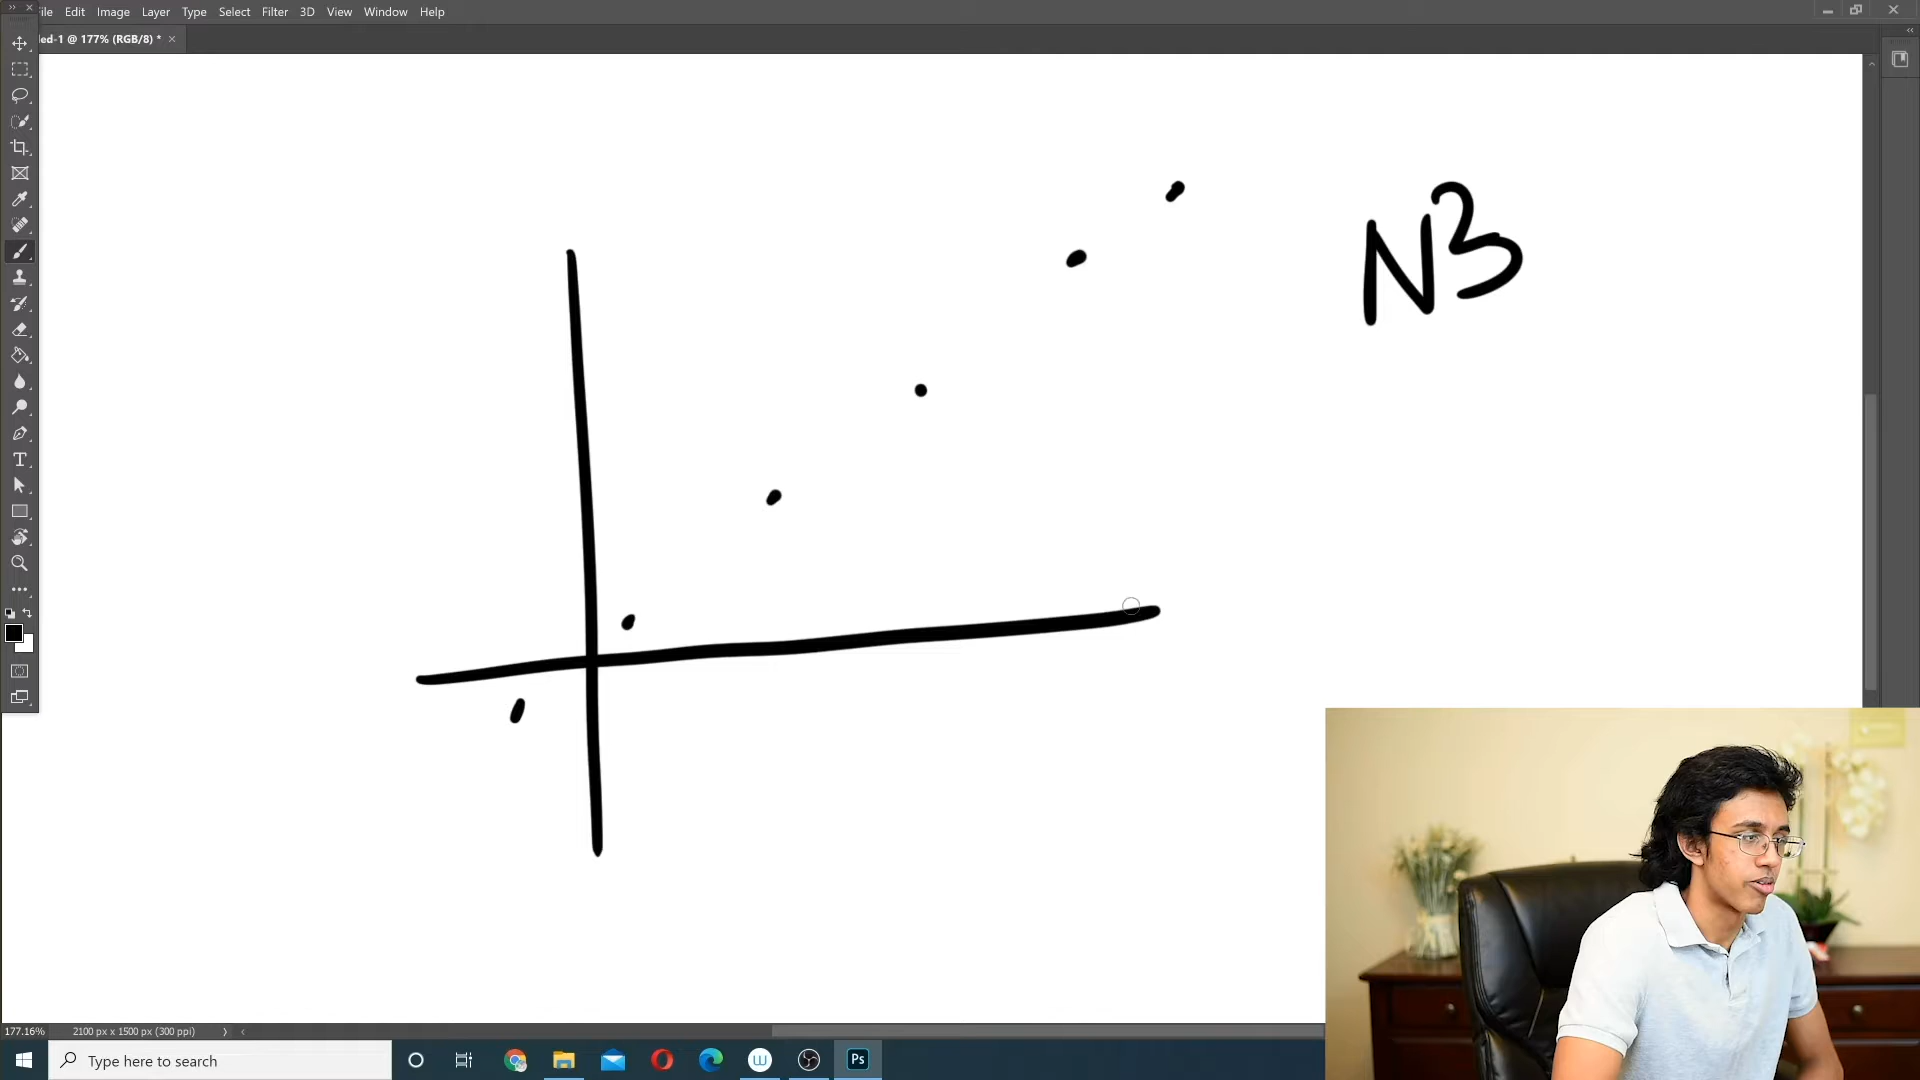 ile Edit Image Layer Type Select Filter 3D View Window Help
led-1 @ 177% (RGB/8) *
N3
177.16% 2100 px x 1500 px (300 ppi)
Type here to search
Ps